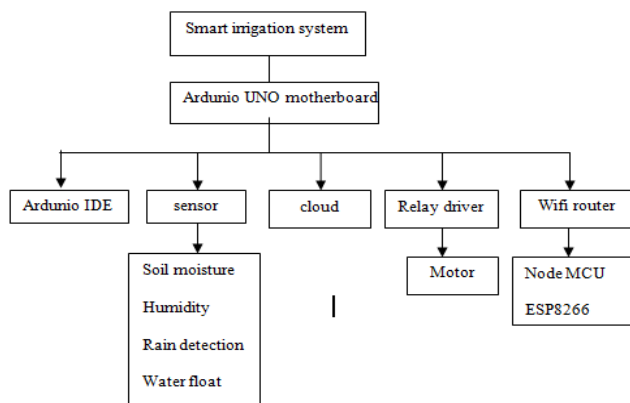 Smart irrigation system
Ardunio UNO motherboard
Ardunio IDE
sensor
cloud
Relay driver
Wifi router
Soil moisture
Humidity
Rain detection
Water float
Motor
Node MCU
ESP8266